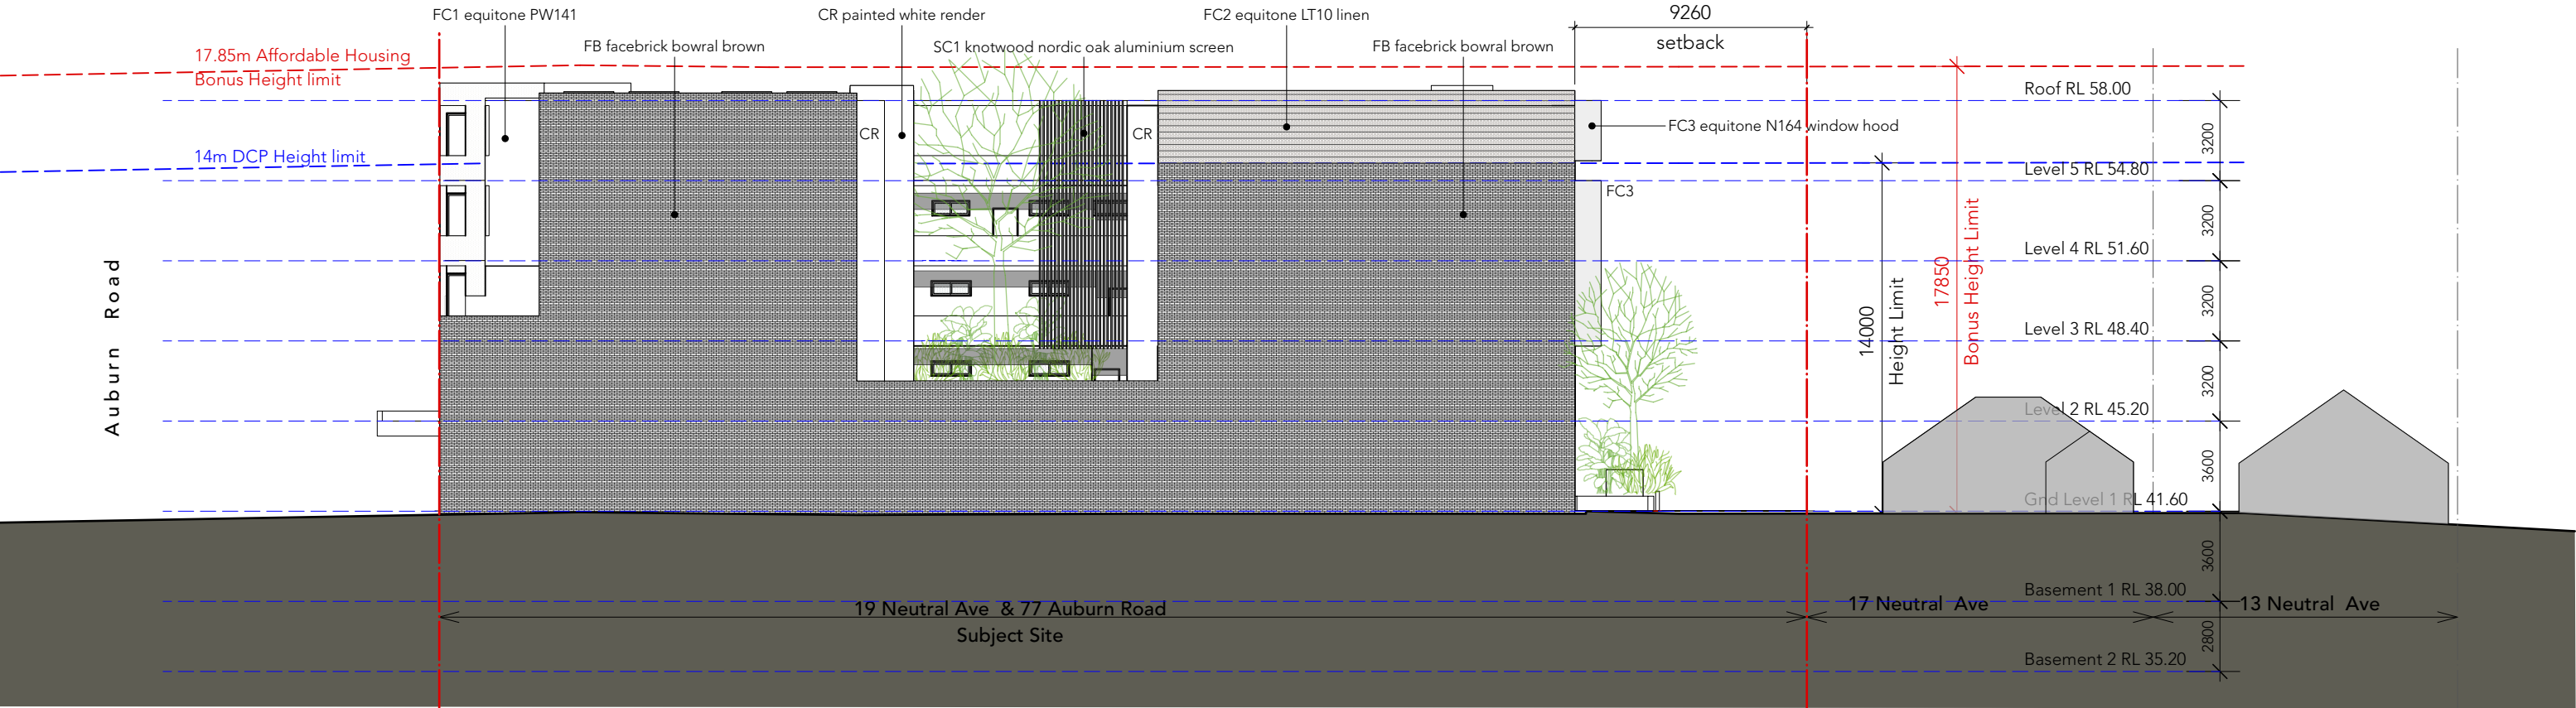 FC1 equitone PW141
CR painted white render
FC2 equitone LT10 linen
9260
setback
FB facebrick bowral brown
SC1 knotwood nordic oak aluminium screen
FB facebrick bowral brown
17.85m Affordable Housing
Bonus Height limit
14m DCP Height limit
CR
CR
Roof RL 58.00
FC3 equitone N164 window hood
3200
Level 5 RL 54.80
FC3
3200
Level 4 RL 51.60
3200
Level 3 RL 48.40
3200
Level 2 RL 45.20
3600
Gnd Level 1 RL 41.60
3600
Basement 1 RL 38.00
2800
Basement 2 RL 35.20
14000
Height Limit
17850
Bonus Height Limit
Auburn Road
19 Neutral Ave & 77 Auburn Road
Subject Site
17 Neutral Ave
13 Neutral Ave